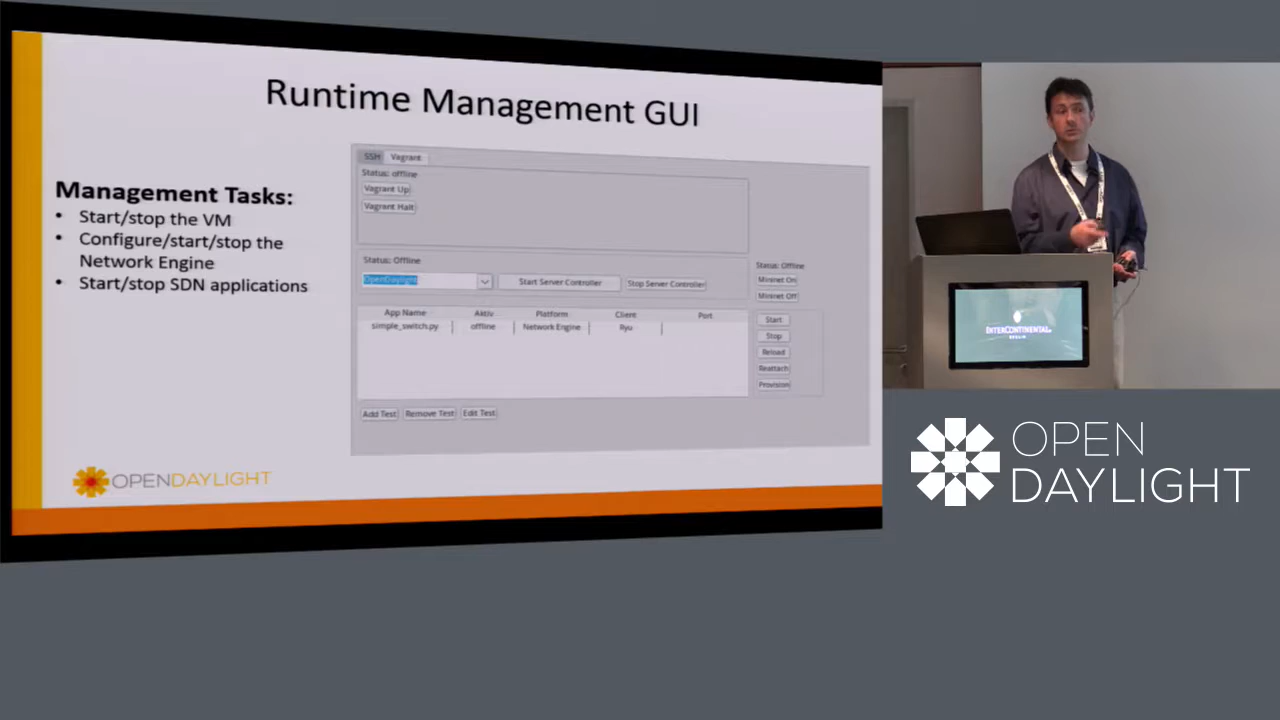 Runtime Management GUI
Management Tasks:
• Start/stop the VM
• Configure/start/stop the
Network Engine
• Start/stop SDN applications
SSH Vagrant
Status: offline
Vagrant Up
Vagrant Halt
Status: Offline
OpenDaylight
Start Server Controller
Stop Server Controller
Status: Offline
Mininet On
Mininet Off
App Name Aktiv Platform Client Port
simple_switch.py offline Network Engine Ryu
Start
Stop
Reload
Reattach
Provision
Add Test Remove Test Edit Test
OPENDAYLIGHT
INTERCONTINENTAL
BERLIN
OPEN
DAYLIGHT